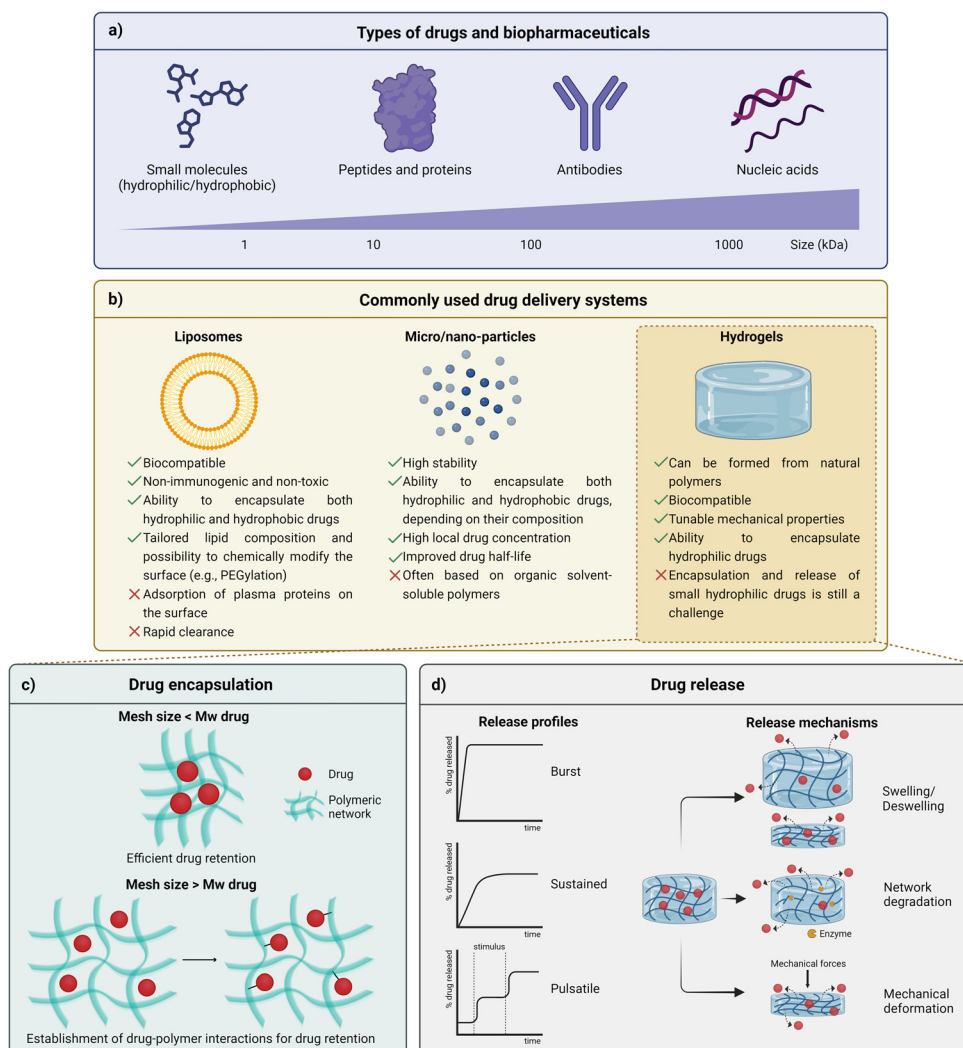 a)
Types of drugs and biopharmaceuticals
Small molecules
(hydrophilic/hydrophobic)
Peptides and proteins
Antibodies
Nucleic acids
1
10
100
1000
Size (kDa)
b)
Commonly used drug delivery systems
Liposomes
Biocompatible
Non-immunogenic and non-toxic
Ability to encapsulate both
hydrophilic and hydrophobic drugs
Tailored lipid composition and
possibility to chemically modify the
surface (e.g., PEGylation)
Adsorption of plasma proteins on
the surface
Rapid clearance
Micro/nano-particles
High stability
Ability to encapsulate both
hydrophilic and hydrophobic drugs,
depending on their composition
High local drug concentration
Improved drug half-life
Often based on organic solvent-
soluble polymers
Hydrogels
Can be formed from natural
polymers
Biocompatible
Tunable mechanical properties
Ability to encapsulate
hydrophilic drugs
Encapsulation and release of
small hydrophilic drugs is still a
challenge
c)
Drug encapsulation
Mesh size < Mw drug
Drug
Polymeric
network
Efficient drug retention
Mesh size > Mw drug
Establishment of drug-polymer interactions for drug retention
d)
Drug release
Release profiles
% drug released
time
Burst
% drug released
time
Sustained
% drug released
stimulus
time
Pulsatile
Release mechanisms
Swelling/
Deswelling
Network
degradation
Enzyme
Mechanical forces
Mechanical
deformation